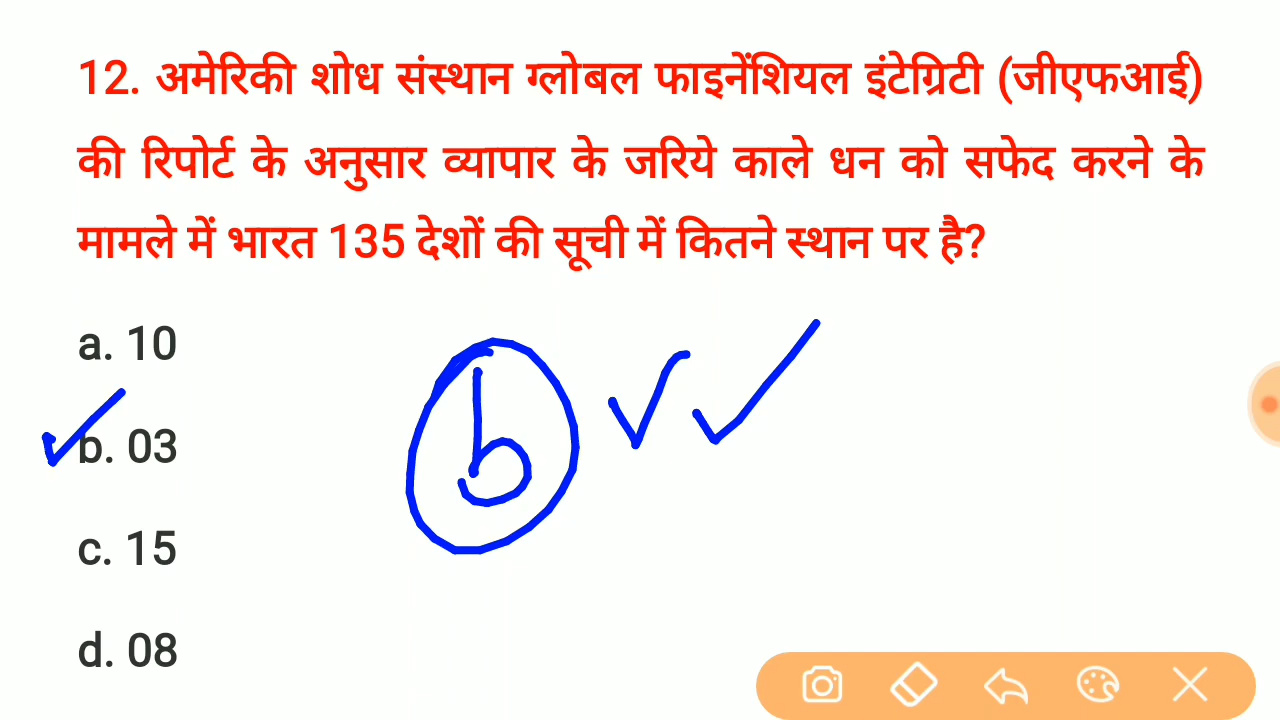 12. अमेरिकी शोध संस्थान ग्लोबल फाइनेंशियल इंटेग्रिटी (जीएफआई)
की रिपोर्ट के अनुसार व्यापार के जरिये काले धन को सफेद करने के
मामले में भारत 135 देशों की सूची में कितने स्थान पर है?
a. 10
b. 03
b
c. 15
d. 08